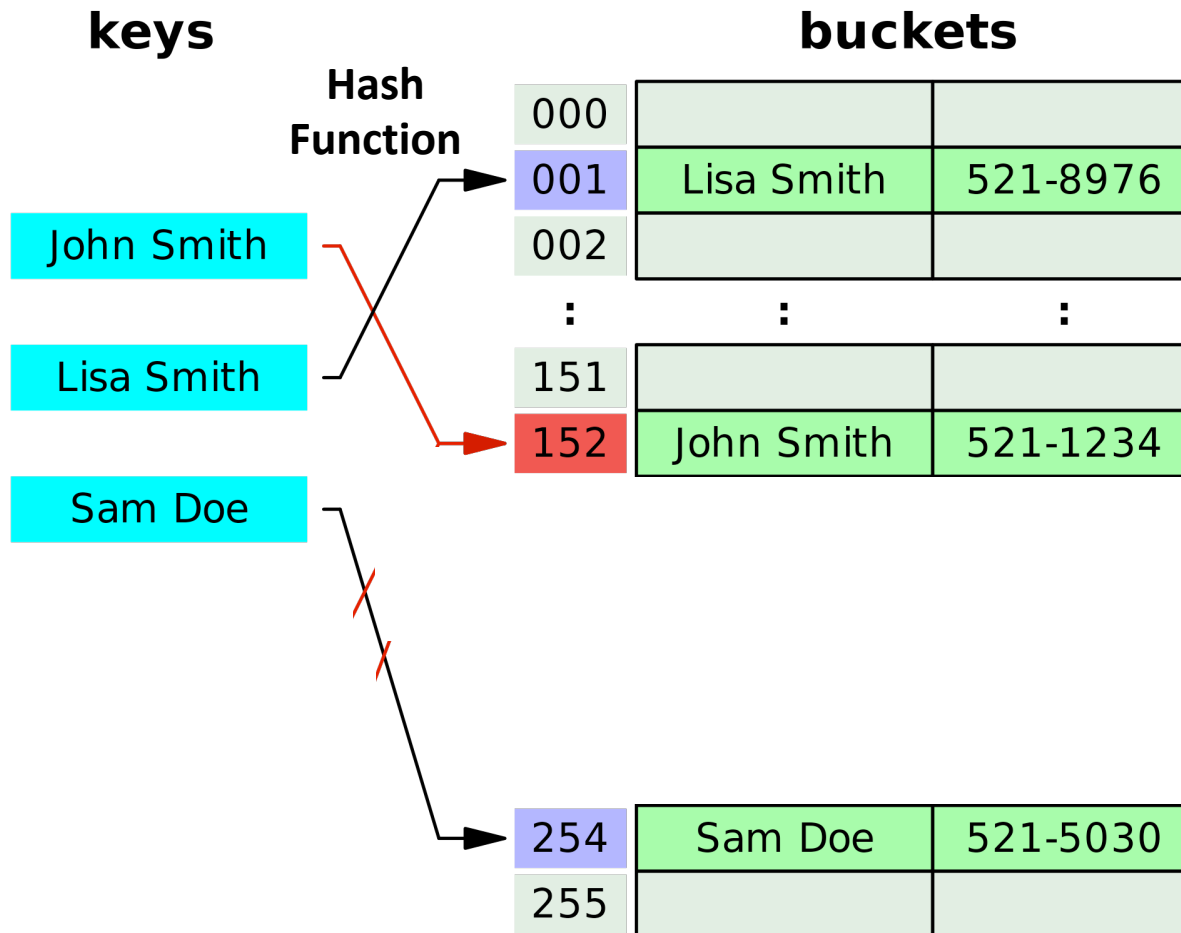 keys
buckets
Hash
Function
000
001 Lisa Smith 521-8976
John Smith
002
: : :
Lisa Smith
151
152 John Smith 521-1234
Sam Doe
254 Sam Doe 521-5030
255